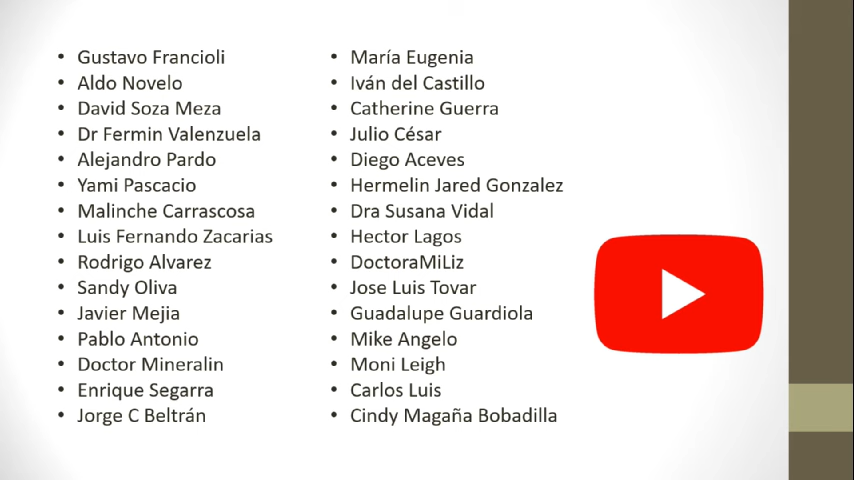 • Gustavo Francioli
• Aldo Novelo
• David Soza Meza
• Dr Fermin Valenzuela
• Alejandro Pardo
• Yami Pascacio
• Malinche Carrascosa
• Luis Fernando Zacarias
• Rodrigo Alvarez
• Sandy Oliva
• Javier Mejia
• Pablo Antonio
• Doctor Mineralin
• Enrique Segarra
• Jorge C Beltrán
• María Eugenia
• Iván del Castillo
• Catherine Guerra
• Julio César
• Diego Aceves
• Hermelin Jared Gonzalez
• Dra Susana Vidal
• Hector Lagos
• DoctoraMiLiz
• Jose Luis Tovar
• Guadalupe Guardiola
• Mike Angelo
• Moni Leigh
• Carlos Luis
• Cindy Magaña Bobadilla